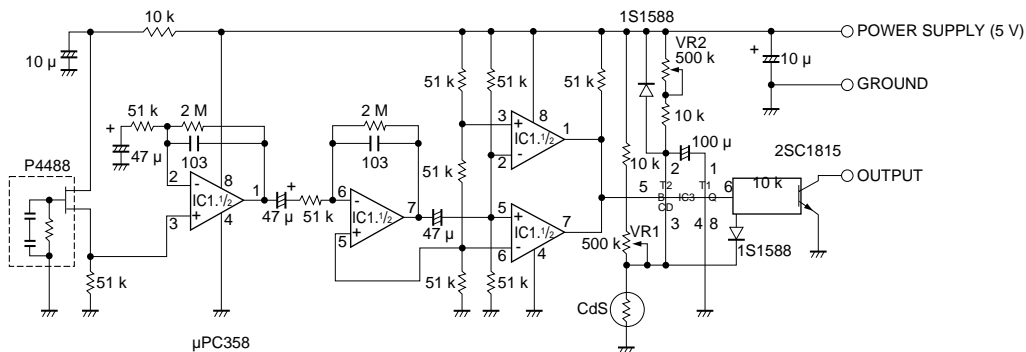 1S1588
10 k
POWER SUPPLY (5 V)
10 µ
VR2
500 k
+
10 µ
GROUND
51 k
2 M
51 k
51 k
51 k
10 k
+
47 µ
103
2 M
103
3
+
8
1
2
-
IC1.½
100 µ
2SC1815
P4488
2
-
8
1
IC1.½
+
3
4
+
47 µ
51 k
6
-
7
IC1.½
5
+
47 µ
51 k
10 k
2
1
5
T2
B
CD
IC3
T1
Q
6
10 k
OUTPUT
5
+
7
IC1.½
-
6
4
3
4
8
500 k
VR1
1S1588
51 k
51 k
51 k
CdS
µPC358